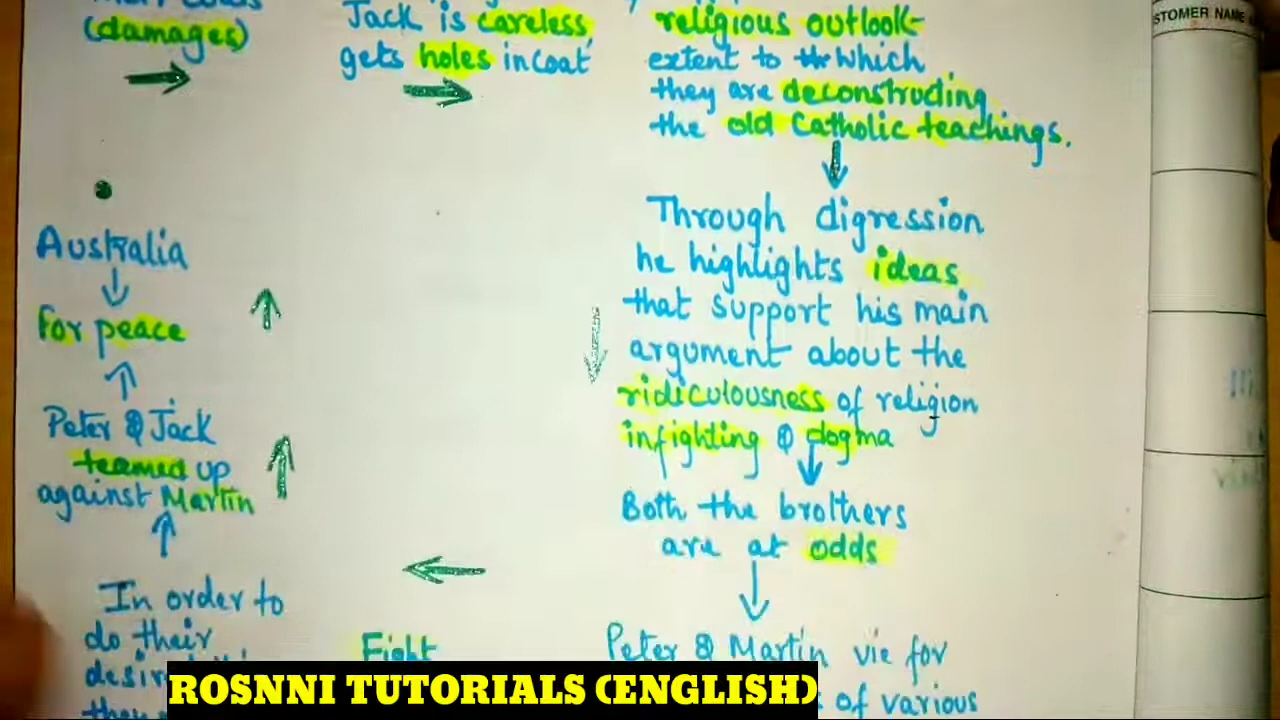 (damages)
Jack is careless,
gets holes in coat
religious outlook-
extent to which
they are deconstructing
the old Catholic teachings.
Through digression
he highlights ideas
that support his main
argument about the
ridiculousness of religion
infighting & dogma
Both the brothers
are at odds
Peter & Martin vie for
of various
Fight
In order to
do their
Peter & Jack
teamed up
against Martin
For peace
Australia
STOMER NAME
ROSNNI TUTORIALS (ENGLISH)